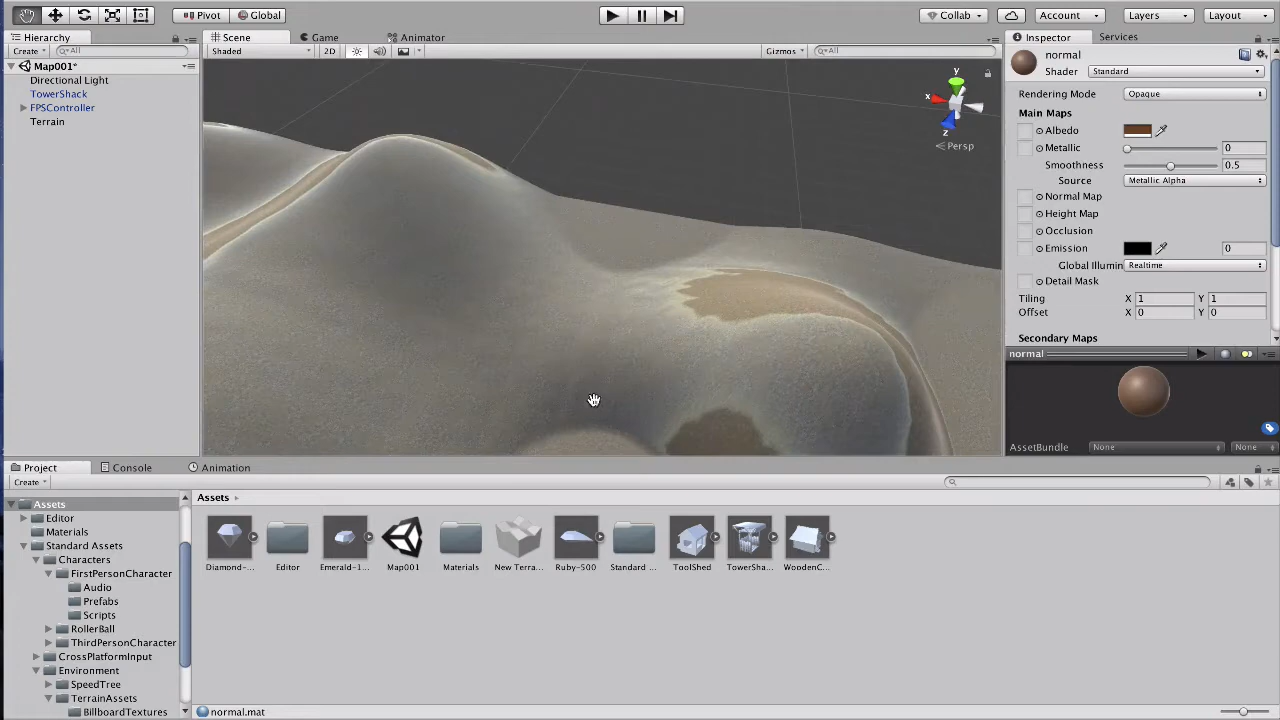 Pivot Global Collab Account Layers Layout
Hierarchy Scene Game Animator Inspector Services
Create All Shaded 2D Gizmos All normal
Map001* Shader Standard
Directional Light
TowerShack Rendering Mode Opaque
FPSController Main Maps
Terrain Albedo
Metallic 0
Smoothness 0.5
Source Metallic Alpha
Normal Map
Height Map
Occlusion
Emission 0
Global Illumin Realtime
Detail Mask
Tiling X 1 Y 1
Offset X 0 Y 0
Secondary Maps
y
x
z
Persp
normal
AssetBundle None None
Project Console Animation
Create
Assets Assets
Editor
Materials
Standard Assets
Characters
FirstPersonCharacter
Audio
Prefabs
Scripts
RollerBall
ThirdPersonCharacter
CrossPlatformInput
Environment
SpeedTree
TerrainAssets
BillboardTextures
Diamond-... Editor Emerald-1... Map001 Materials New Terra... Ruby-500 Standard ... ToolShed TowerSha... WoodenC...
normal.mat